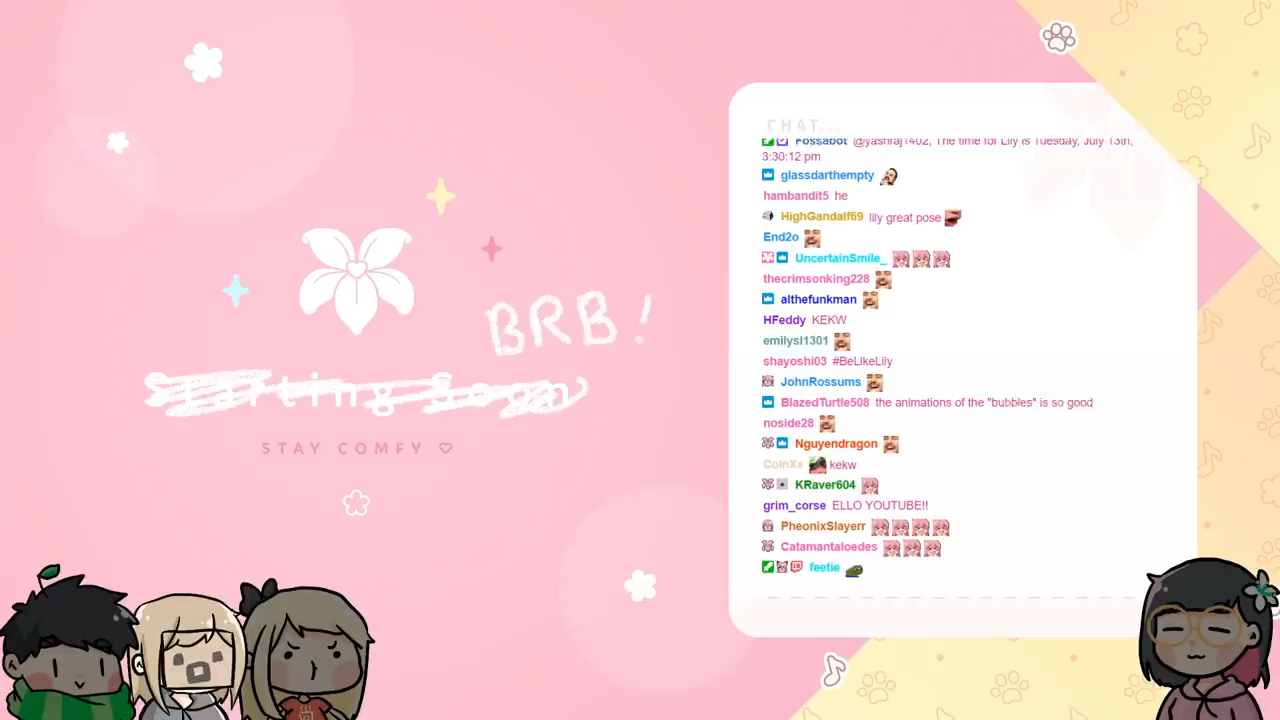 BRB!
Starting Soon
STAY COMFY
CHAT...
Fossabot @yashraj1402, The time for Lily is Tuesday, July 13th,
3:30:12 pm
glassdarthempty
hambandit5 he
HighGandalf69 lily great pose
End2o
UncertainSmile_
thecrimsonking228
althefunkman
HFeddy KEKW
emilysl1301
shayoshi03 #BeLikeLily
JohnRossums
BlazedTurtle508 the animations of the "bubbles" is so good
noside28
Nguyendragon
CoinXx kekw
KRaver604
grim_corse ELLO YOUTUBE!!
PheonixSlayerr
Catamantaloedes
feetie